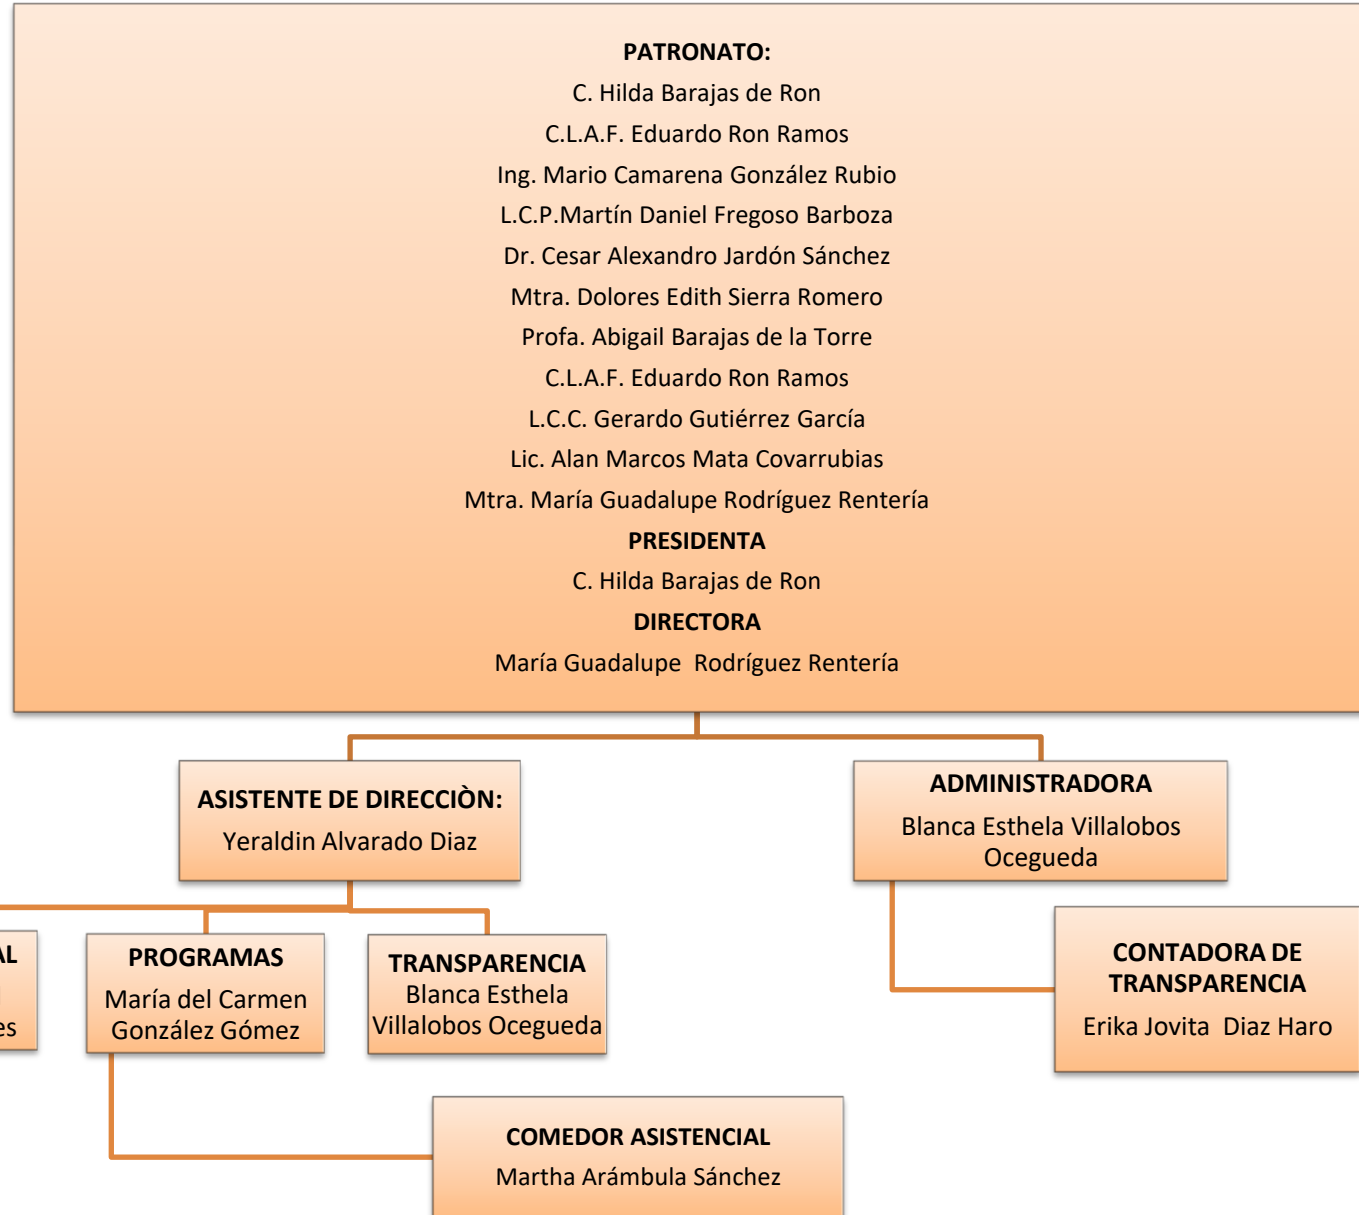 PATRONATO:
C. Hilda Barajas de Ron
C.L.A.F. Eduardo Ron Ramos
Ing. Mario Camarena González Rubio
L.C.P.Martín Daniel Fregoso Barboza
Dr. Cesar Alexandro Jardón Sánchez
Mtra. Dolores Edith Sierra Romero
Profa. Abigail Barajas de la Torre
C.L.A.F. Eduardo Ron Ramos
L.C.C. Gerardo Gutiérrez García
Lic. Alan Marcos Mata Covarrubias
Mtra. María Guadalupe Rodríguez Rentería
PRESIDENTA
C. Hilda Barajas de Ron
DIRECTORA
María Guadalupe  Rodríguez Rentería
ASISTENTE DE DIRECCIÒN:
Yeraldin Alvarado Diaz
ADMINISTRADORA
Blanca Esthela Villalobos
Ocegueda
PROGRAMAS
María del Carmen
González Gómez
TRANSPARENCIA
Blanca Esthela
Villalobos Ocegueda
CONTADORA DE
TRANSPARENCIA
Erika Jovita  Diaz Haro
COMEDOR ASISTENCIAL
Martha Arámbula Sánchez